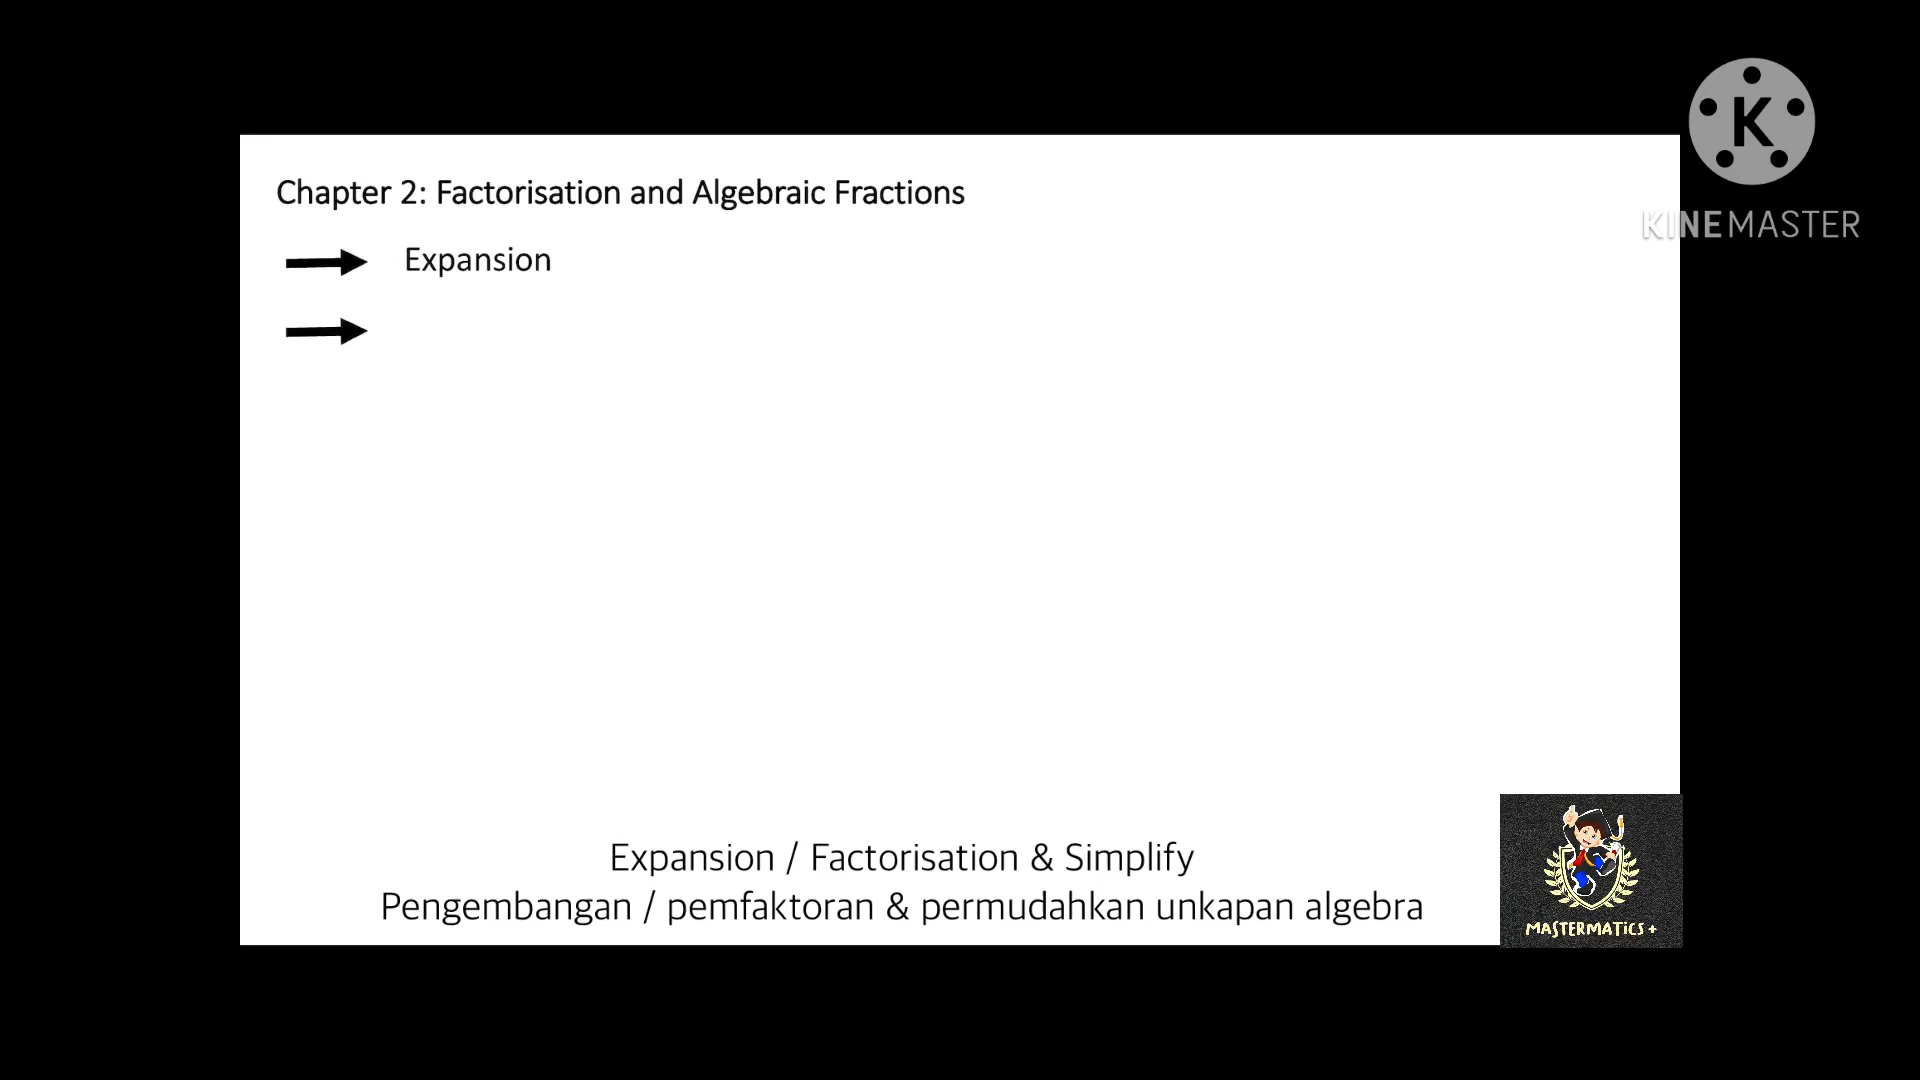 K
KINEMASTER
Chapter 2: Factorisation and Algebraic Fractions
Expansion
Expansion / Factorisation & Simplify
Pengembangan / pemfaktoran & permudahkan unkapan algebra
MASTERMATiCS +